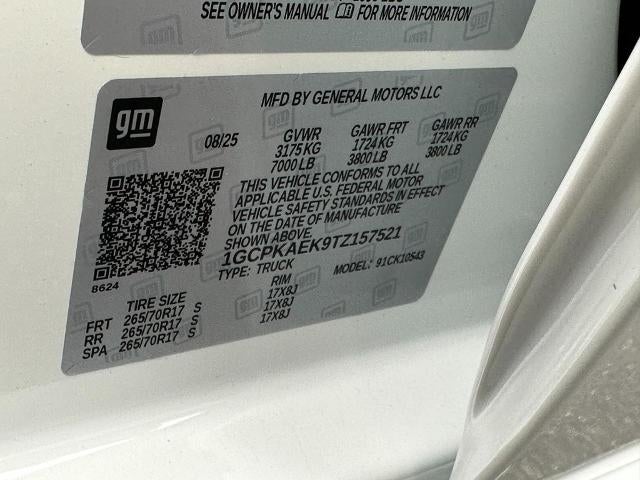 SEE OWNER'S MANUAL FOR MORE INFORMATION
gm
MFD BY GENERAL MOTORS LLC
08/25 GVWR GAWR FRT GAWR RR
3175 KG 1724 KG 1724 KG
7000 LB 3800 LB 3800 LB
THIS VEHICLE CONFORMS TO ALL
APPLICABLE U.S. FEDERAL MOTOR
VEHICLE SAFETY STANDARDS IN EFFECT
ON THE DATE OF MANUFACTURE
SHOWN ABOVE.
1GCPKAEK9TZ157521
TYPE: TRUCK MODEL: 91CK10543
8624
TIRE SIZE RIM
FRT 265/70R17 S 17X8J
RR 265/70R17 S 17X8J
SPA 265/70R17 S 17X8J